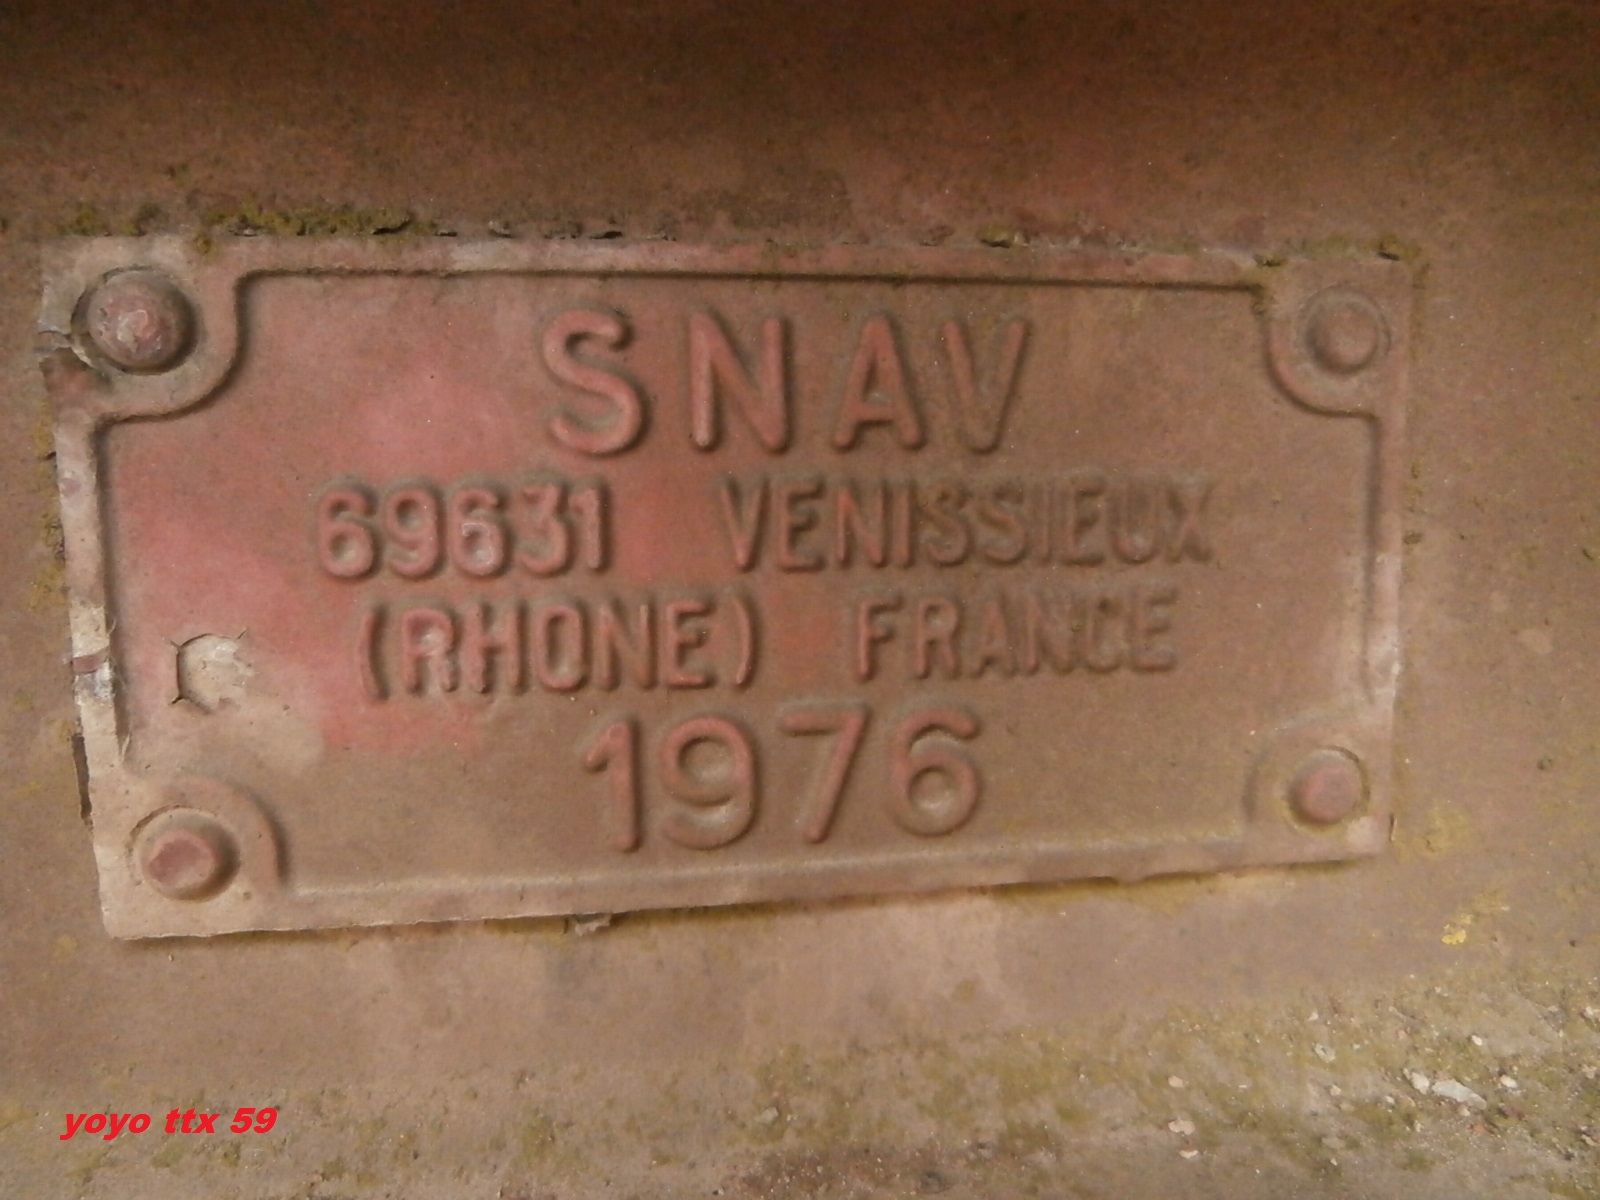 SNAV
69631 VENISSIEUX
(RHONE) FRANCE
1976
yoyo ttx 59